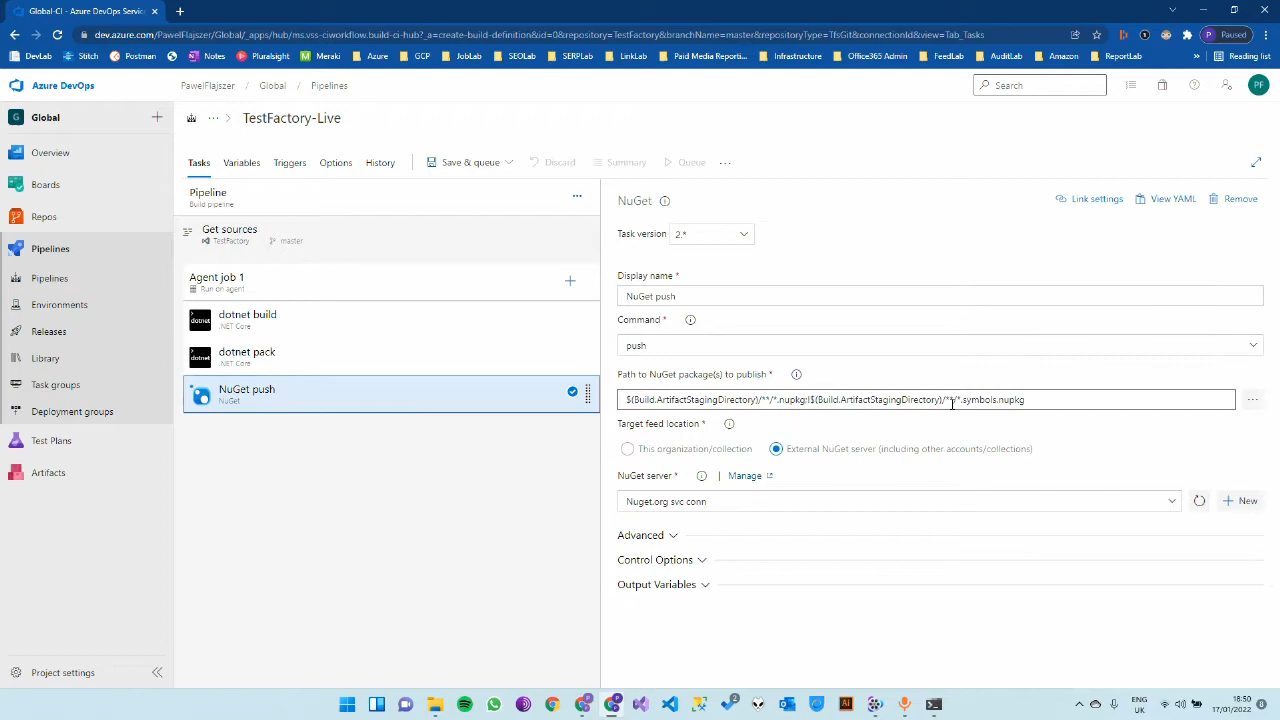 Global-CI - Azure DevOps Servic
dev.azure.com/PawelFlajszer/Global/_apps/hub/ms.vss-ciworkflow.build-ci-hub?_a=create-build-definition&id=0&repository=TestFactory&branchName=master&repositoryType=TfsGit&connectionId&view=Tab_Tasks
P Paused
DevLab Stitch Postman Notes Pluralsight Meraki Azure GCP JobLab SEOLab SERPLab LinkLab Paid Media Reporti... Infrastructure Office365 Admin FeedLab AuditLab Amazon ReportLab » Reading list
Azure DevOps
PawelFlajszer / Global / Pipelines
Search
PF
G Global
Overview
Boards
Repos
Pipelines
Pipelines
Environments
Releases
Library
Task groups
Deployment groups
Test Plans
Artifacts
Project settings
··· > TestFactory-Live
Tasks Variables Triggers Options History Save & queue Discard Summary Queue ...
Pipeline
Build pipeline
Get sources
TestFactory master
Agent job 1
Run on agent
dotnet dotnet build
.NET Core
dotnet dotnet pack
.NET Core
NuGet push
NuGet
NuGet
Link settings View YAML Remove
Task version 2.*
Display name *
NuGet push
Command *
push
Path to NuGet package(s) to publish *
$(Build.ArtifactStagingDirectory)/**/*.nupkg;!$(Build.ArtifactStagingDirectory)/**/*.symbols.nupkg
Target feed location *
This organization/collection External NuGet server (including other accounts/collections)
NuGet server * | Manage
Nuget.org svc conn
New
Advanced
Control Options
Output Variables
2
Ai
ENG
UK
18:50
17/01/2022